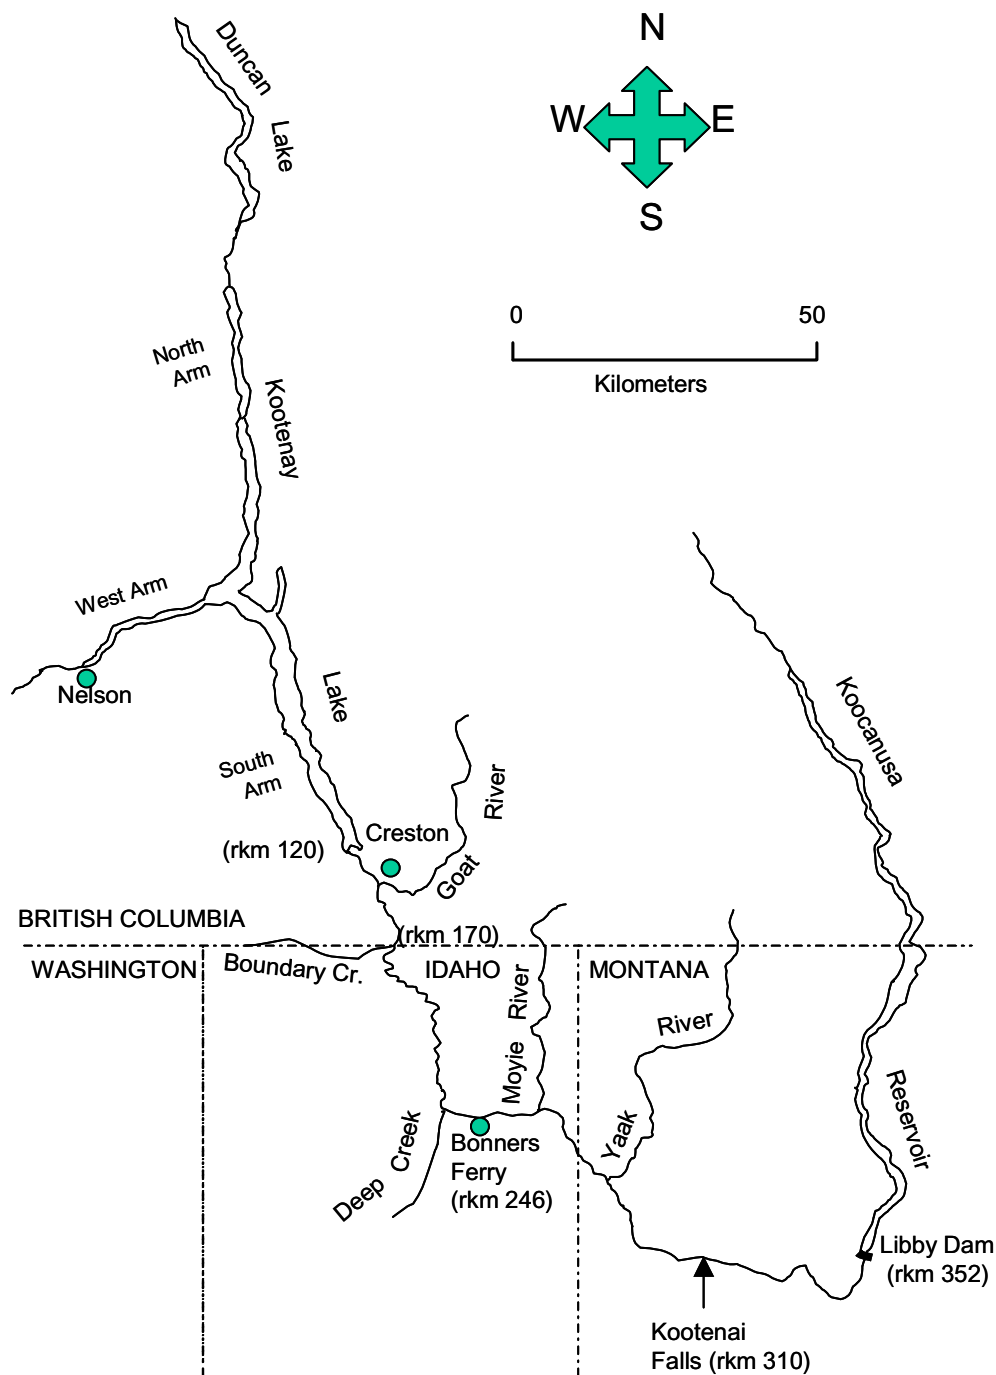 N
Duncan
W
E
Lake
S
0
50
North
Arm
Kilometers
Kootenay
West Arm
Nelson
Lake
Koocanusa
South
Arm
River
Creston
(rkm 120)
Goat
BRITISH COLUMBIA
(rkm 170)
WASHINGTON
Boundary Cr.
IDAHO
MONTANA
River
River
Moyie
Reservoir
Yaak
Creek
Deep
Bonners
Ferry
(rkm 246)
Libby Dam
(rkm 352)
Kootenai
Falls (rkm 310)